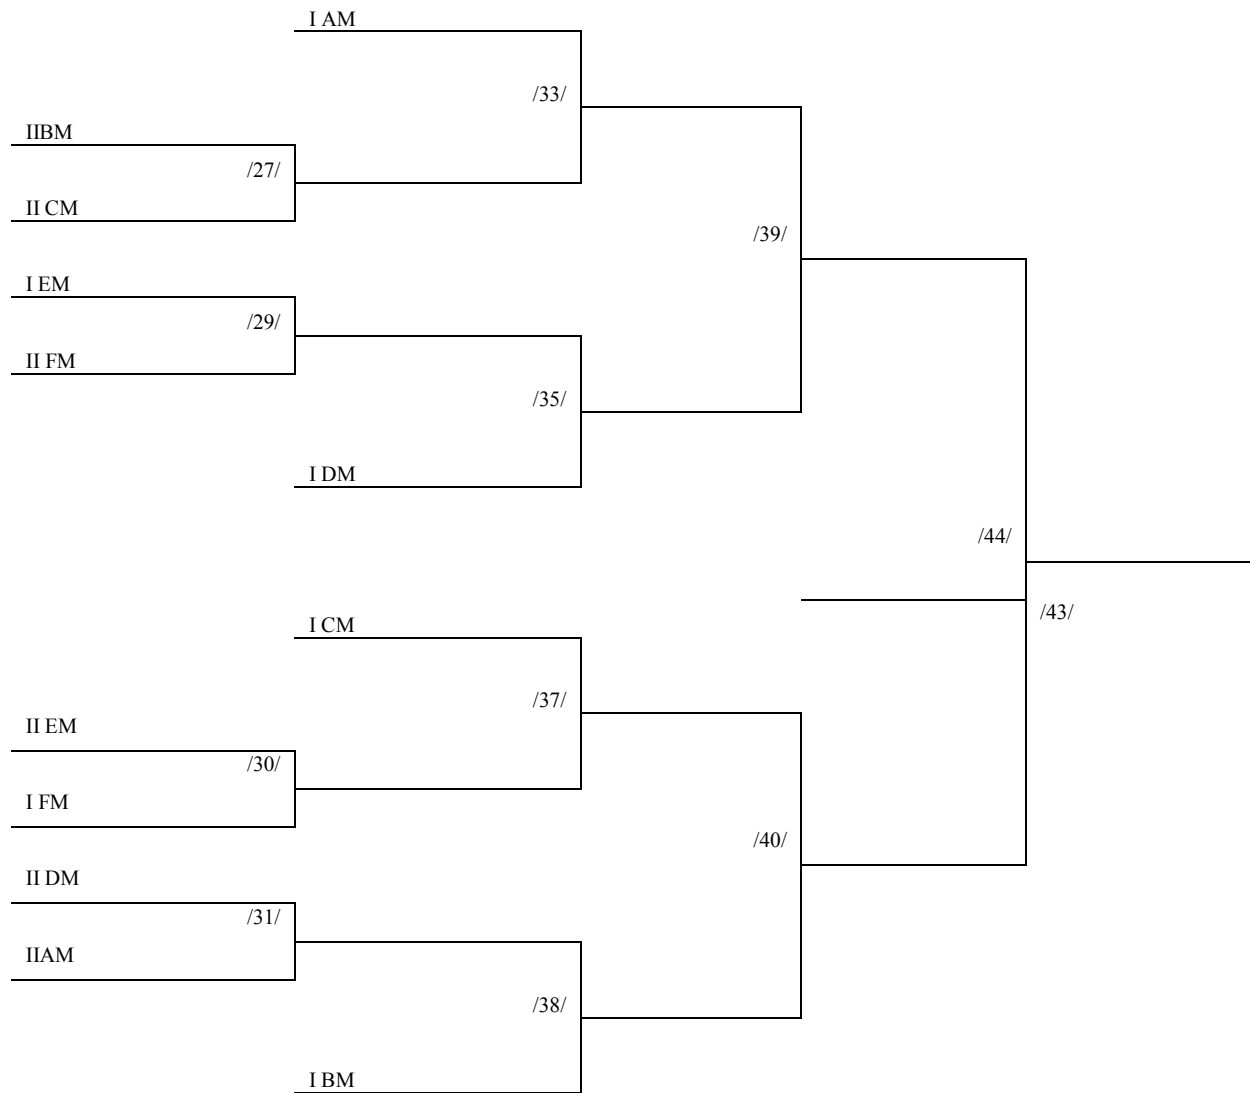 I AM
/33/
IIBM
/27/
II CM
/39/
I EM
/29/
II FM
/35/
I DM
/44/
/43/
I CM
/37/
II EM
/30/
I FM
/40/
II DM
/31/
IIAM
/38/
I BM